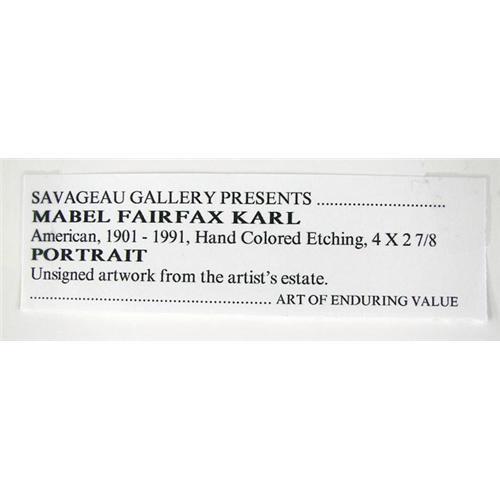 SAVAGEAU GALLERY PRESENTS ..............................
MABEL FAIRFAX KARL
American, 1901 - 1991, Hand Colored Etching, 4 X 2 7/8
PORTRAIT
Unsigned artwork from the artist's estate.
........................................................ ART OF ENDURING VALUE